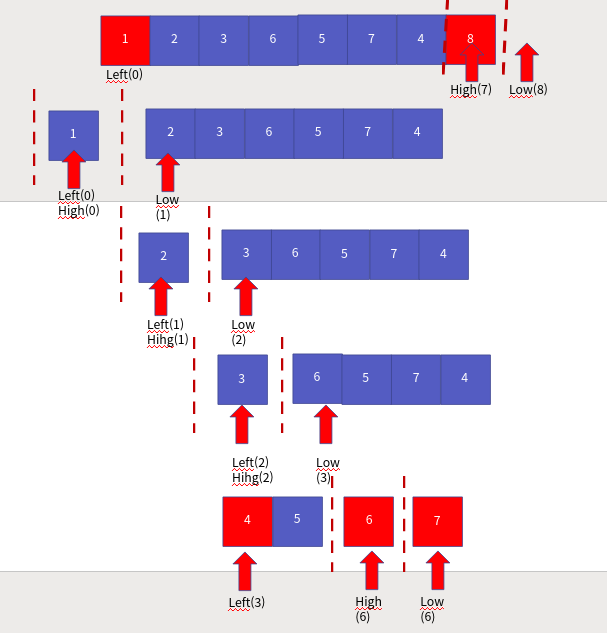 1 2 3 6 5 7 4 8
Left(0)
High(7) Low(8)
1 2 3 6 5 7 4
Left(0)
High(0)
Low
(1)
2 3 6 5 7 4
Left(1)
Hihg(1)
Low
(2)
3 6 5 7 4
Left(2)
Hihg(2)
Low
(3)
4 5 6 7
Left(3)
High
(6)
Low
(6)